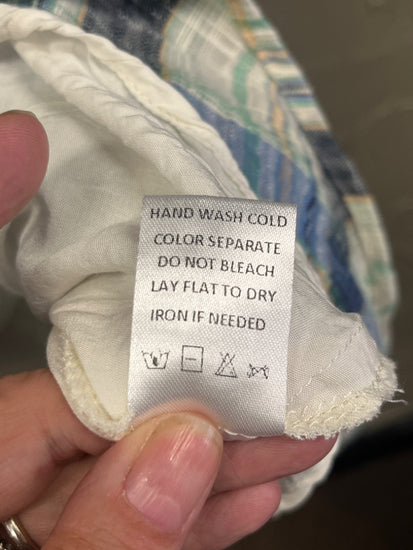 HAND WASH COLD
COLOR SEPARATE
DO NOT BLEACH
LAY FLAT TO DRY
IRON IF NEEDED